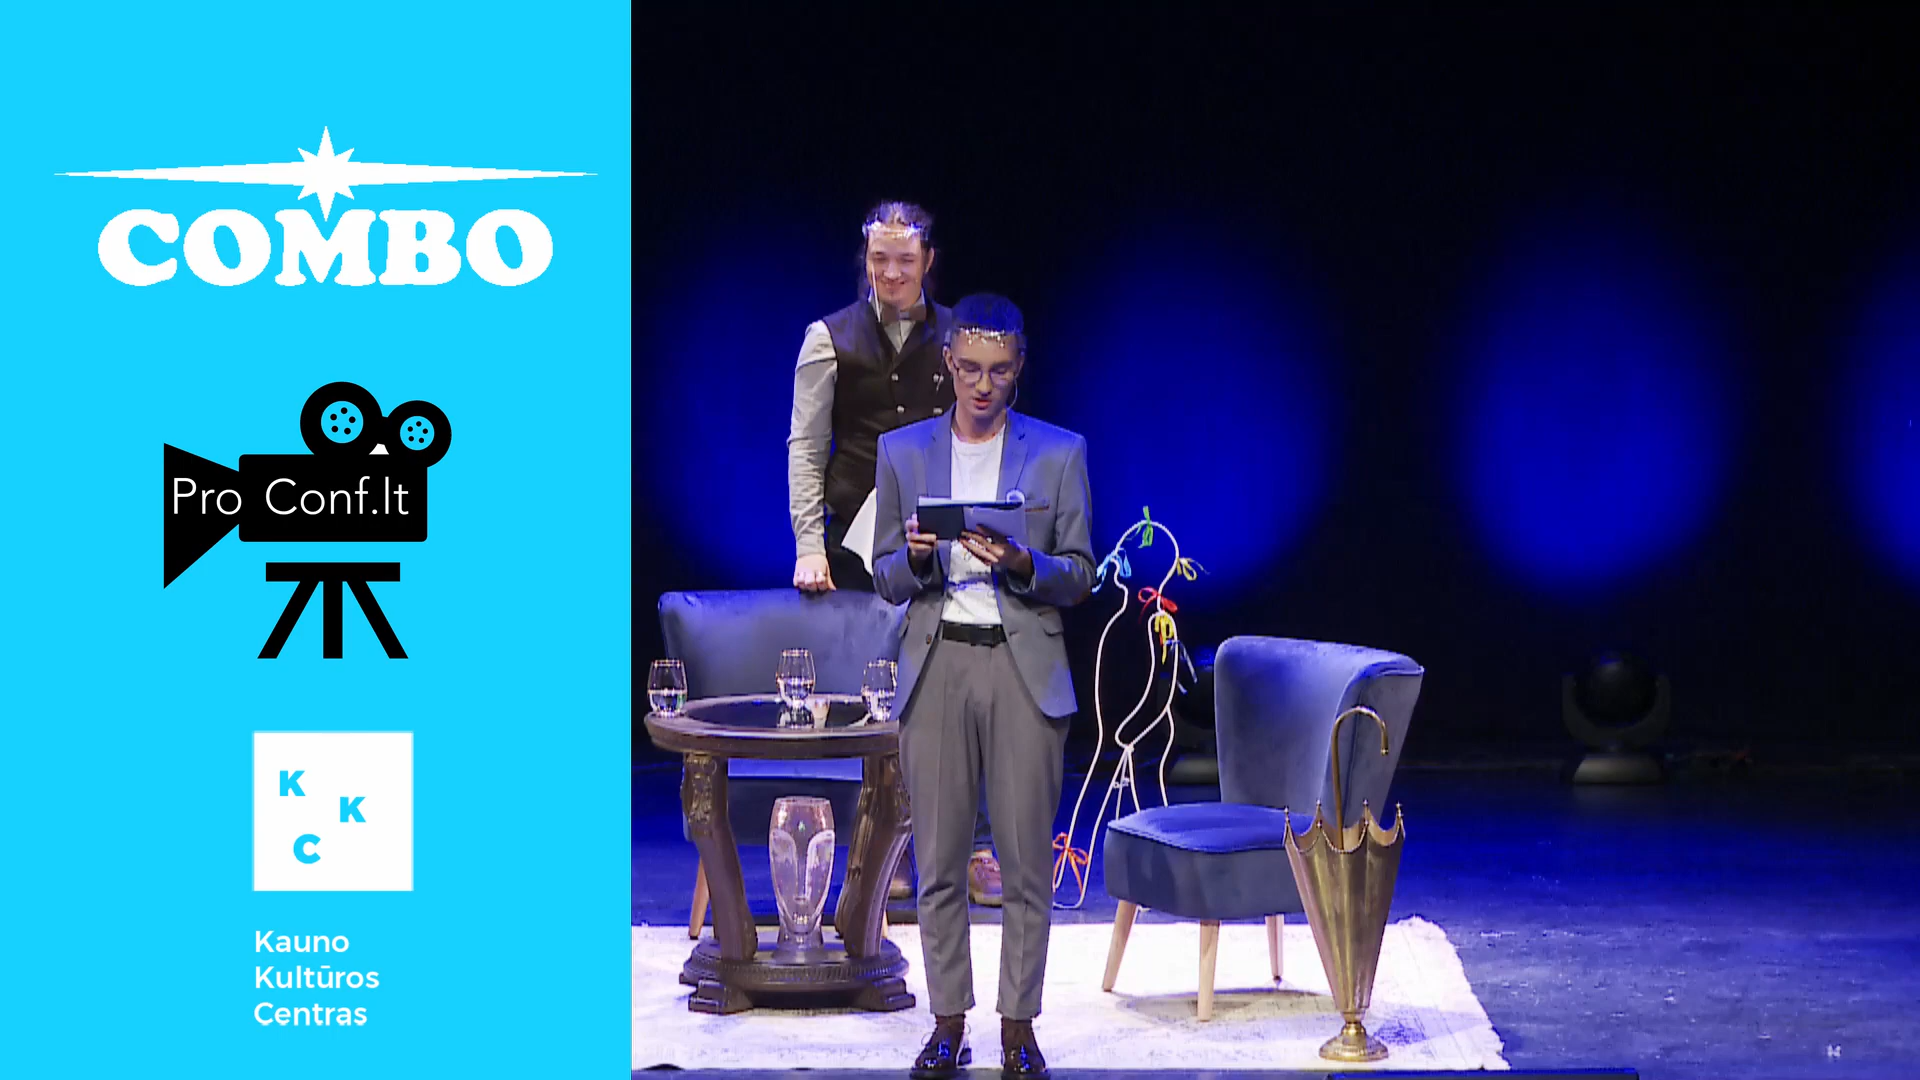 COMBO
Pro Conf.lt
K
K
C
Kauno
Kultūros
Centras